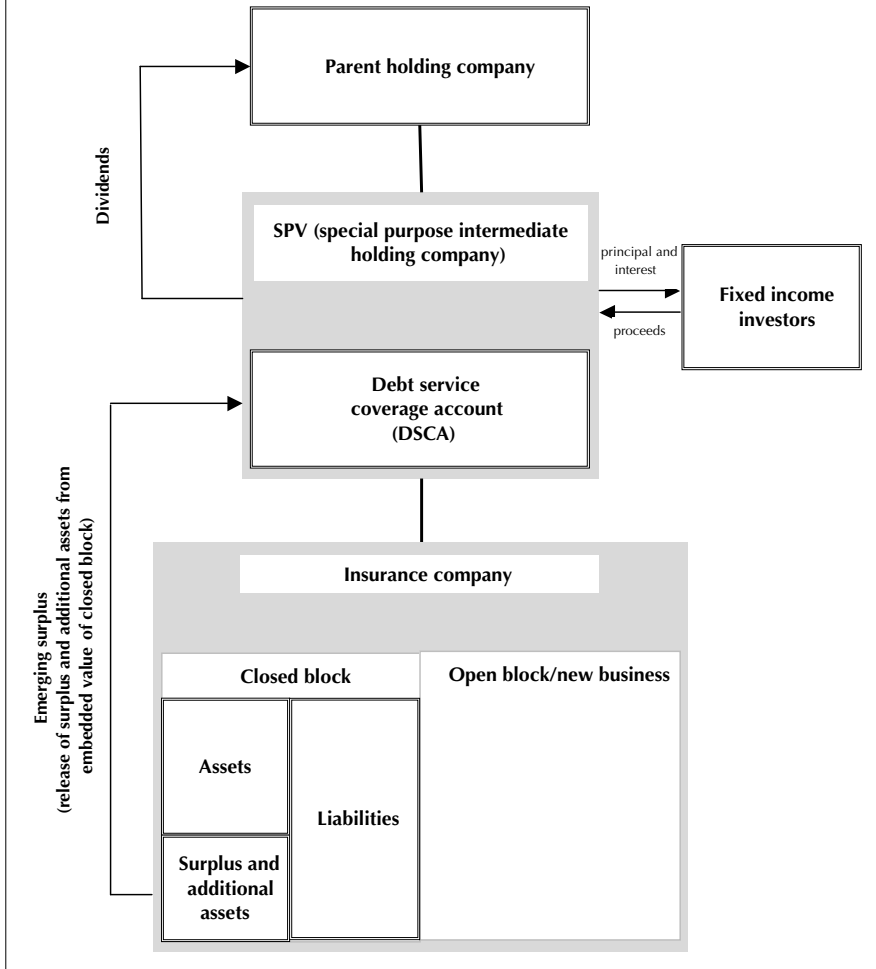 Parent holding company
Dividends
SPV (special purpose intermediate
holding company)
principal and
interest
proceeds
Fixed income
investors
Debt service
coverage account
(DSCA)
Emerging surplus
(release of surplus and additional assets from
embedded value of closed block)
Insurance company
Closed block
Open block/new business
Assets
Liabilities
Surplus and
additional
assets